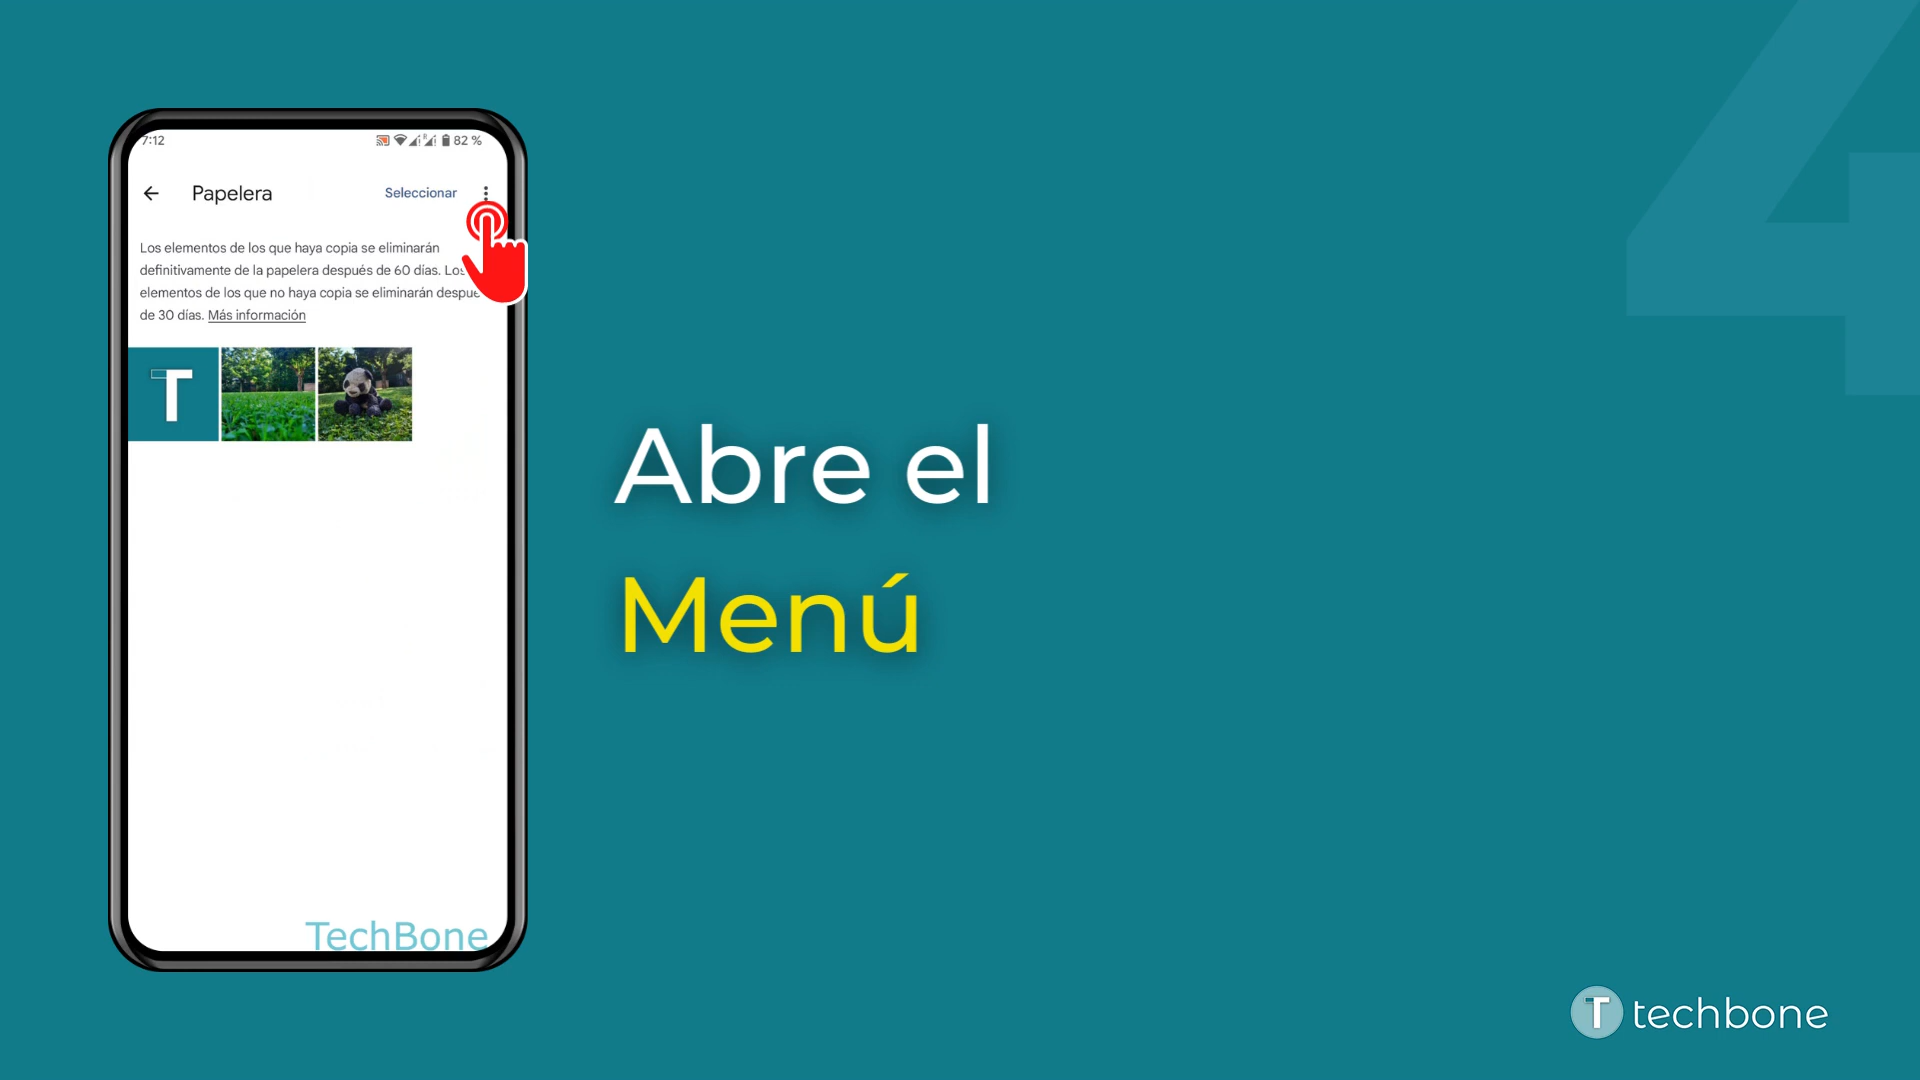 4
7:12
R
82 %
Papelera
Seleccionar
Los elementos de los que haya copia se eliminarán
definitivamente de la papelera después de 60 días. Los
elementos de los que no haya copia se eliminarán despué
de 30 días. Más información
T
Abre el
Menú
TechBone
T techbone